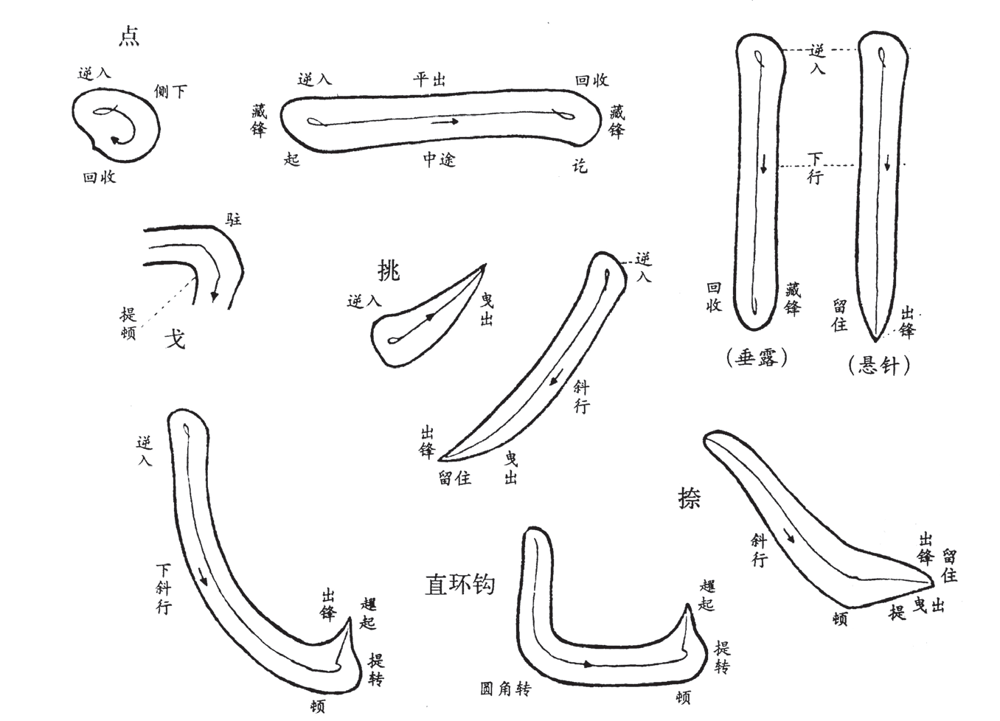 点
逆入
侧下
回收
逆入
平出
回收
藏锋
藏锋
起
中途
讫
逆入
下行
回收
藏锋
(垂露)
留住
出锋
(悬针)
驻
提顿
戈
挑
逆入
曳出
逆入
斜行
出锋
留住
曳出
逆入
下斜行
出锋
趯起
提转
顿
直环钩
趯起
提转
圆角转
顿
捺
斜行
出锋
留住
顿
提
曳出